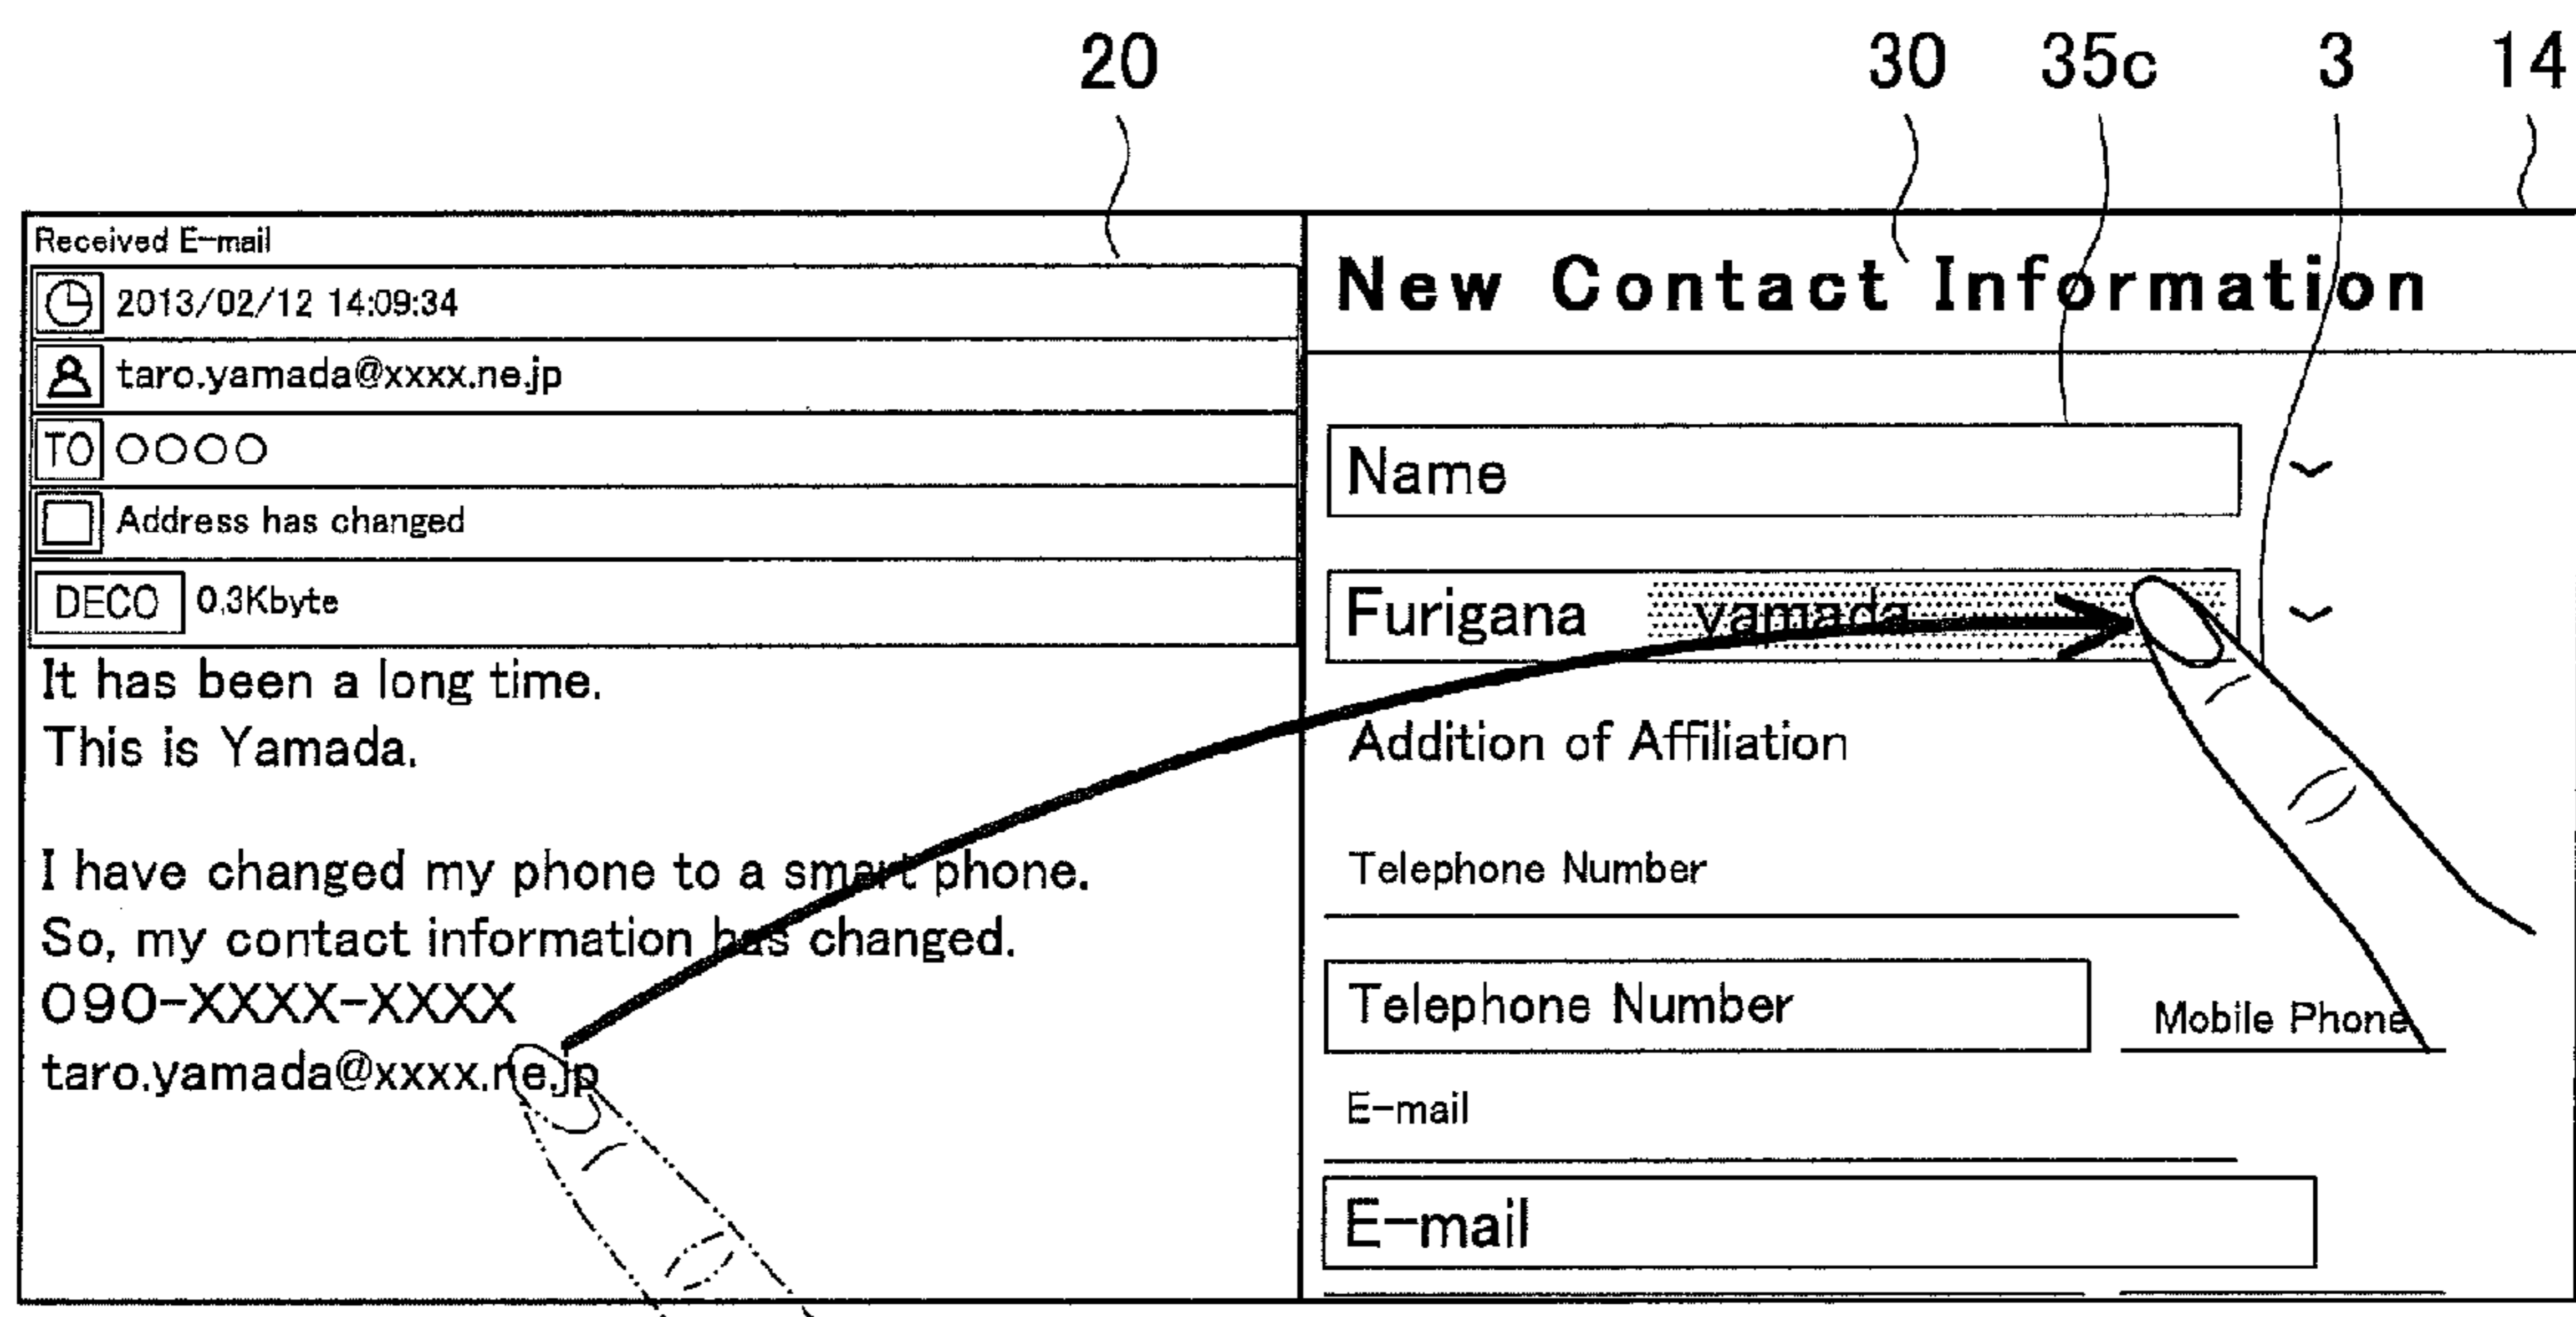 20 30 35c 3 14
Received E-mail
2013/02/12 14:09:34
taro.yamada@xxxx.ne.jp
TO ○○○○
Address has changed
DECO 0.3Kbyte
It has been a long time.
This is Yamada.
I have changed my phone to a smart phone.
So, my contact information has changed.
090-XXXX-XXXX
taro.yamada@xxxx.ne.jp
New Contact Information
Name
Furigana yamada
Addition of Affiliation
Telephone Number
Telephone Number
Mobile Phone
E-mail
E-mail